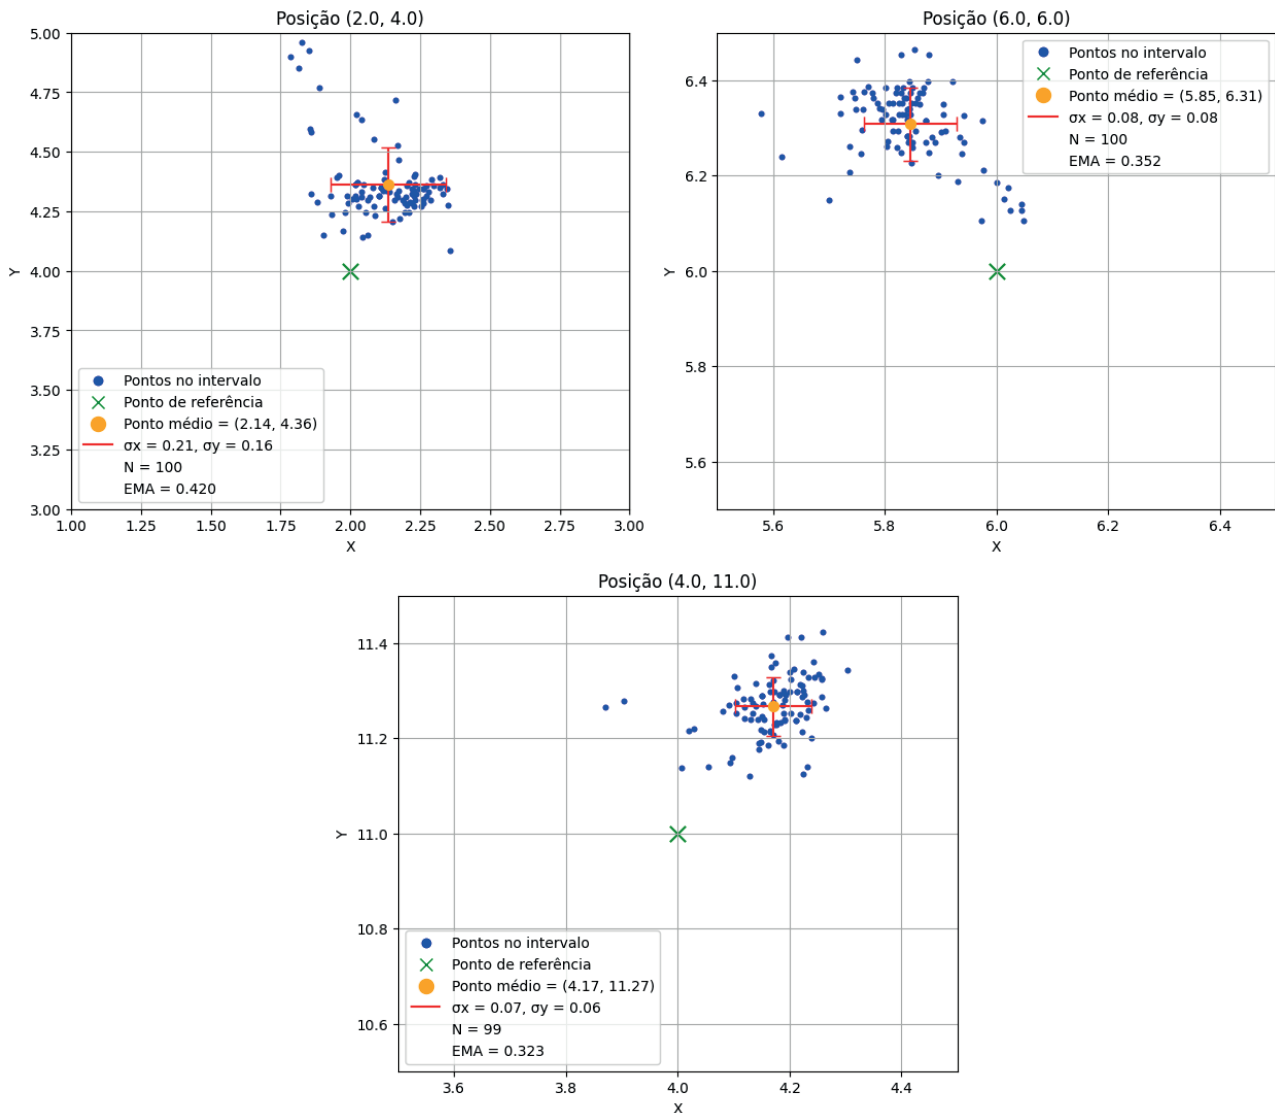 Posição (2.0, 4.0)
5.00
4.75
4.50
4.25
4.00
3.75
3.50
3.25
3.00
Y
Pontos no intervalo
Ponto de referência
Ponto médio = (2.14, 4.36)
σx = 0.21, σy = 0.16
N = 100
EMA = 0.420
1.00 1.25 1.50 1.75 2.00 2.25 2.50 2.75 3.00
X
Posição (6.0, 6.0)
6.4
6.2
6.0
5.8
5.6
Y
Pontos no intervalo
Ponto de referência
Ponto médio = (5.85, 6.31)
σx = 0.08, σy = 0.08
N = 100
EMA = 0.352
5.6 5.8 6.0 6.2 6.4
X
Posição (4.0, 11.0)
11.4
11.2
11.0
10.8
10.6
Y
Pontos no intervalo
Ponto de referência
Ponto médio = (4.17, 11.27)
σx = 0.07, σy = 0.06
N = 99
EMA = 0.323
3.6 3.8 4.0 4.2 4.4
X